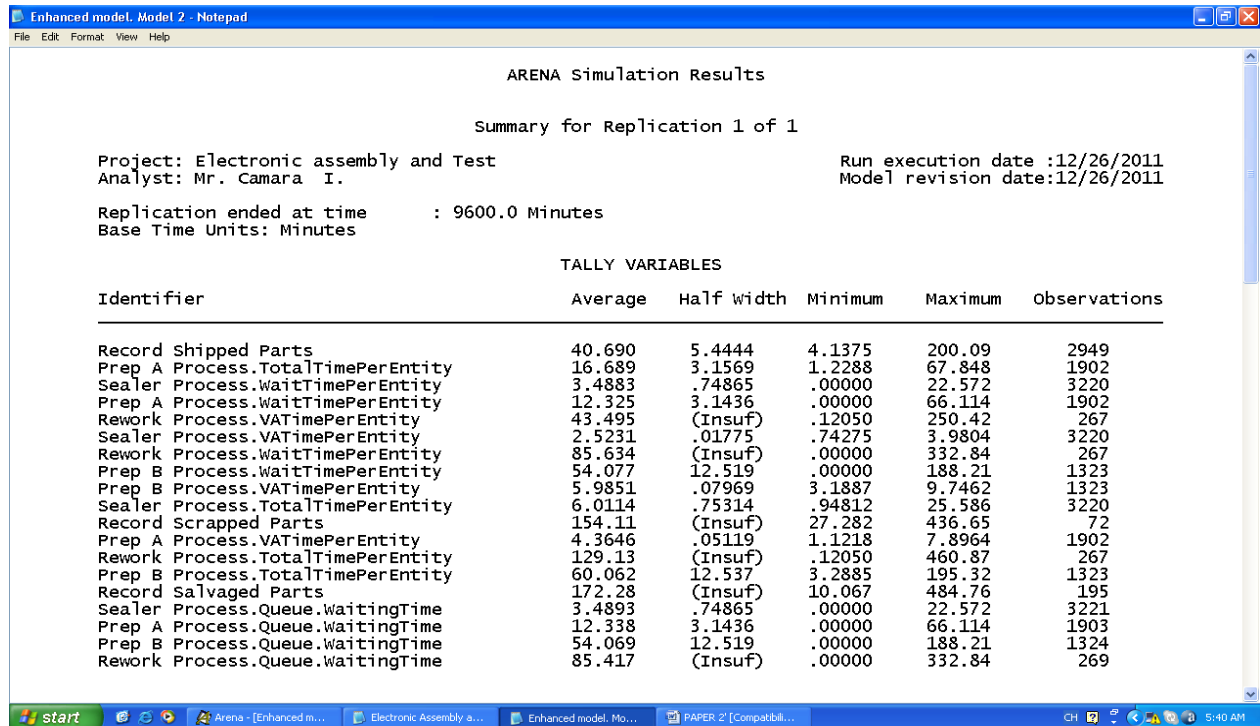 Enhanced model. Model 2 - Notepad
File Edit Format View Help
ARENA Simulation Results
Summary for Replication 1 of 1
Project: Electronic assembly and Test Run execution date :12/26/2011
Analyst: Mr. Camara I. Model revision date:12/26/2011
Replication ended at time : 9600.0 Minutes
Base Time Units: Minutes
TALLY VARIABLES
Identifier Average Half Width Minimum Maximum Observations
Record Shipped Parts 40.690 5.4444 4.1375 200.09 2949
Prep A Process.TotalTimePerEntity 16.689 3.1569 1.2288 67.848 1902
Sealer Process.WaitTimePerEntity 3.4883 .74865 .00000 22.572 3220
Prep A Process.WaitTimePerEntity 12.325 3.1436 .00000 66.114 1902
Rework Process.VATimePerEntity 43.495 (Insuf) .12050 250.42 267
Sealer Process.VATimePerEntity 2.5231 .01775 .74275 3.9804 3220
Rework Process.WaitTimePerEntity 85.634 (Insuf) .00000 332.84 267
Prep B Process.WaitTimePerEntity 54.077 12.519 .00000 188.21 1323
Prep B Process.VATimePerEntity 5.9851 .07969 3.1887 9.7462 1323
Sealer Process.TotalTimePerEntity 6.0114 .75314 .94812 25.586 3220
Record Scrapped Parts 154.11 (Insuf) 27.282 436.65 72
Prep A Process.VATimePerEntity 4.3646 .05119 1.1218 7.8964 1902
Rework Process.TotalTimePerEntity 129.13 (Insuf) .12050 460.87 267
Prep B Process.TotalTimePerEntity 60.062 12.537 3.2885 195.32 1323
Record Salvaged Parts 172.28 (Insuf) 10.067 484.76 195
Sealer Process.Queue.WaitingTime 3.4893 .74865 .00000 22.572 3221
Prep A Process.Queue.WaitingTime 12.338 3.1436 .00000 66.114 1903
Prep B Process.Queue.WaitingTime 54.069 12.519 .00000 188.21 1324
Rework Process.Queue.WaitingTime 85.417 (Insuf) .00000 332.84 269
start Arena - [Enhanced m... Electronic Assembly a... Enhanced model. Mo... PAPER 2' [Compatibili... CH 5:40 AM